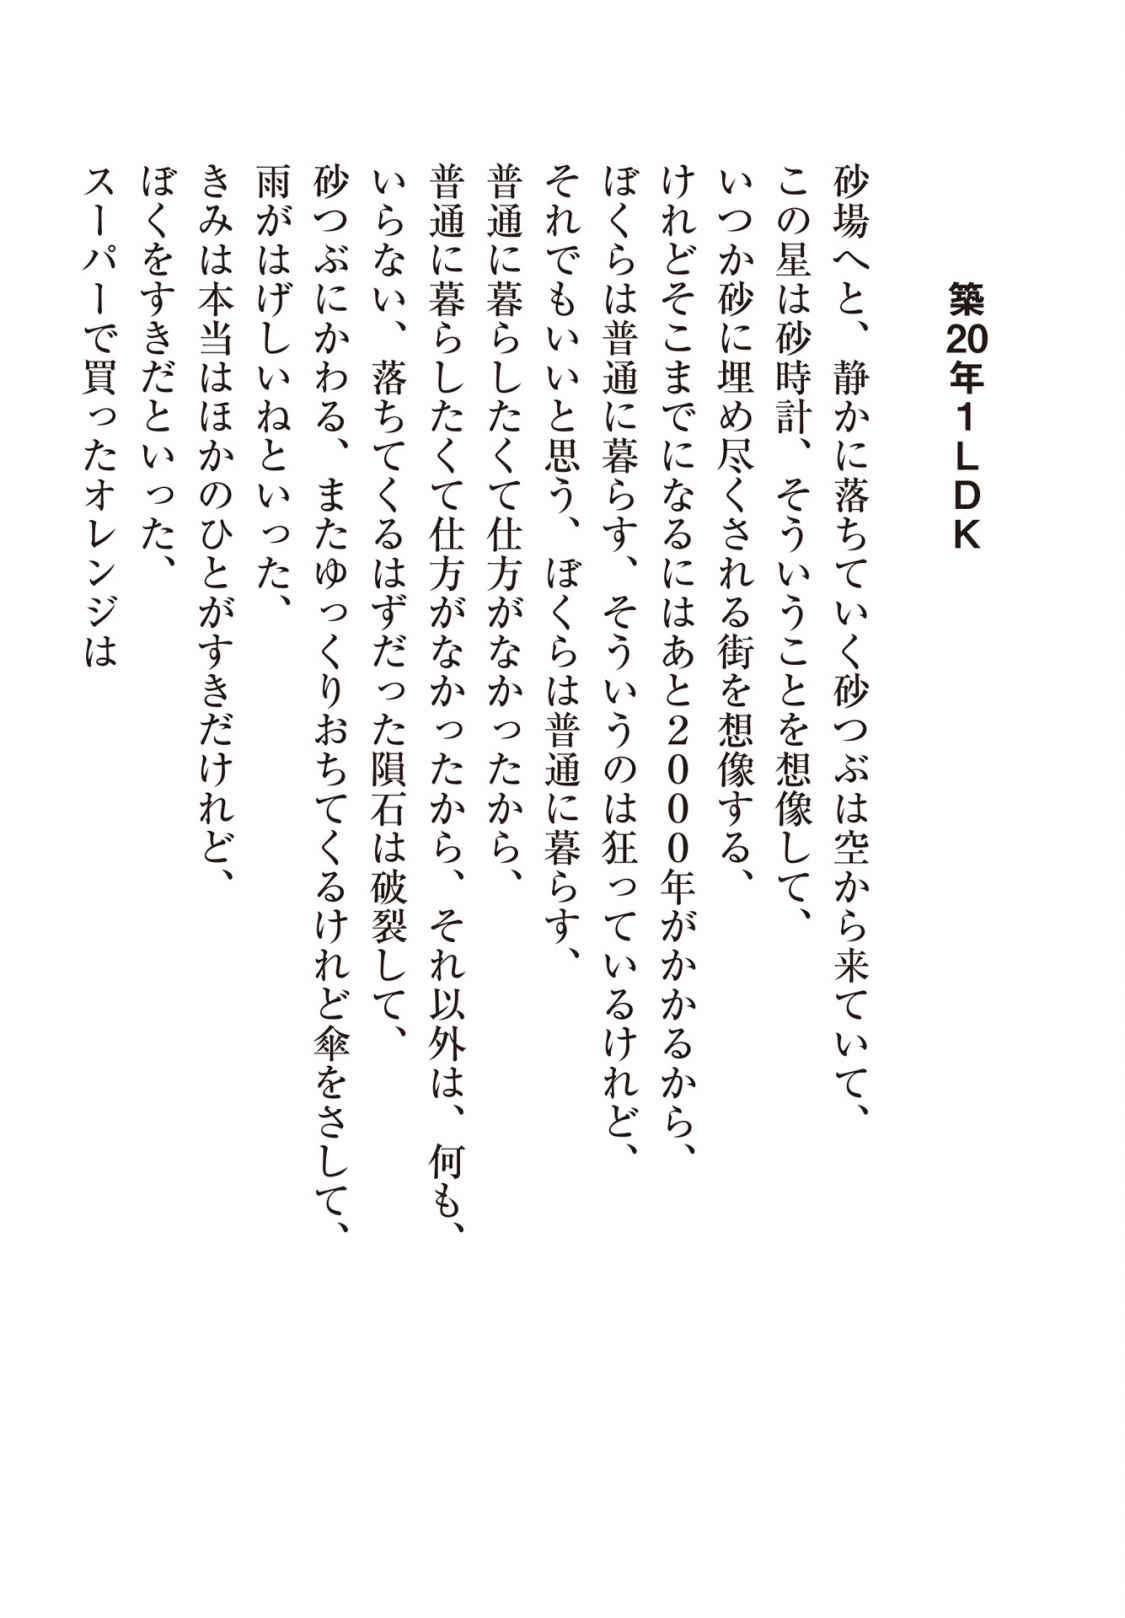 築20年1LDK
砂場へと、静かに落ちていく砂つぶは空から来ていて、
この星は砂時計、そういうことを想像して、
いつか砂に埋め尽くされる街を想像する、
けれどそこまでになるにはあと2000年がかかるから、
ぼくらは普通に暮らす、そういうのは狂っているけれど、
それでもいいと思う、ぼくらは普通に暮らす、
普通に暮らしたくて仕方がなかったから、
普通に暮らしたくて仕方がなかったから、それ以外は、何も、
いらない、落ちてくるはずだった隕石は破裂して、
砂つぶにかわる、またゆっくりおちてくるけれど傘をさして、
雨がはげしいねといった、
きみは本当はほかのひとがすきだけれど、
ぼくをすきだといった、
スーパーで買ったオレンジは